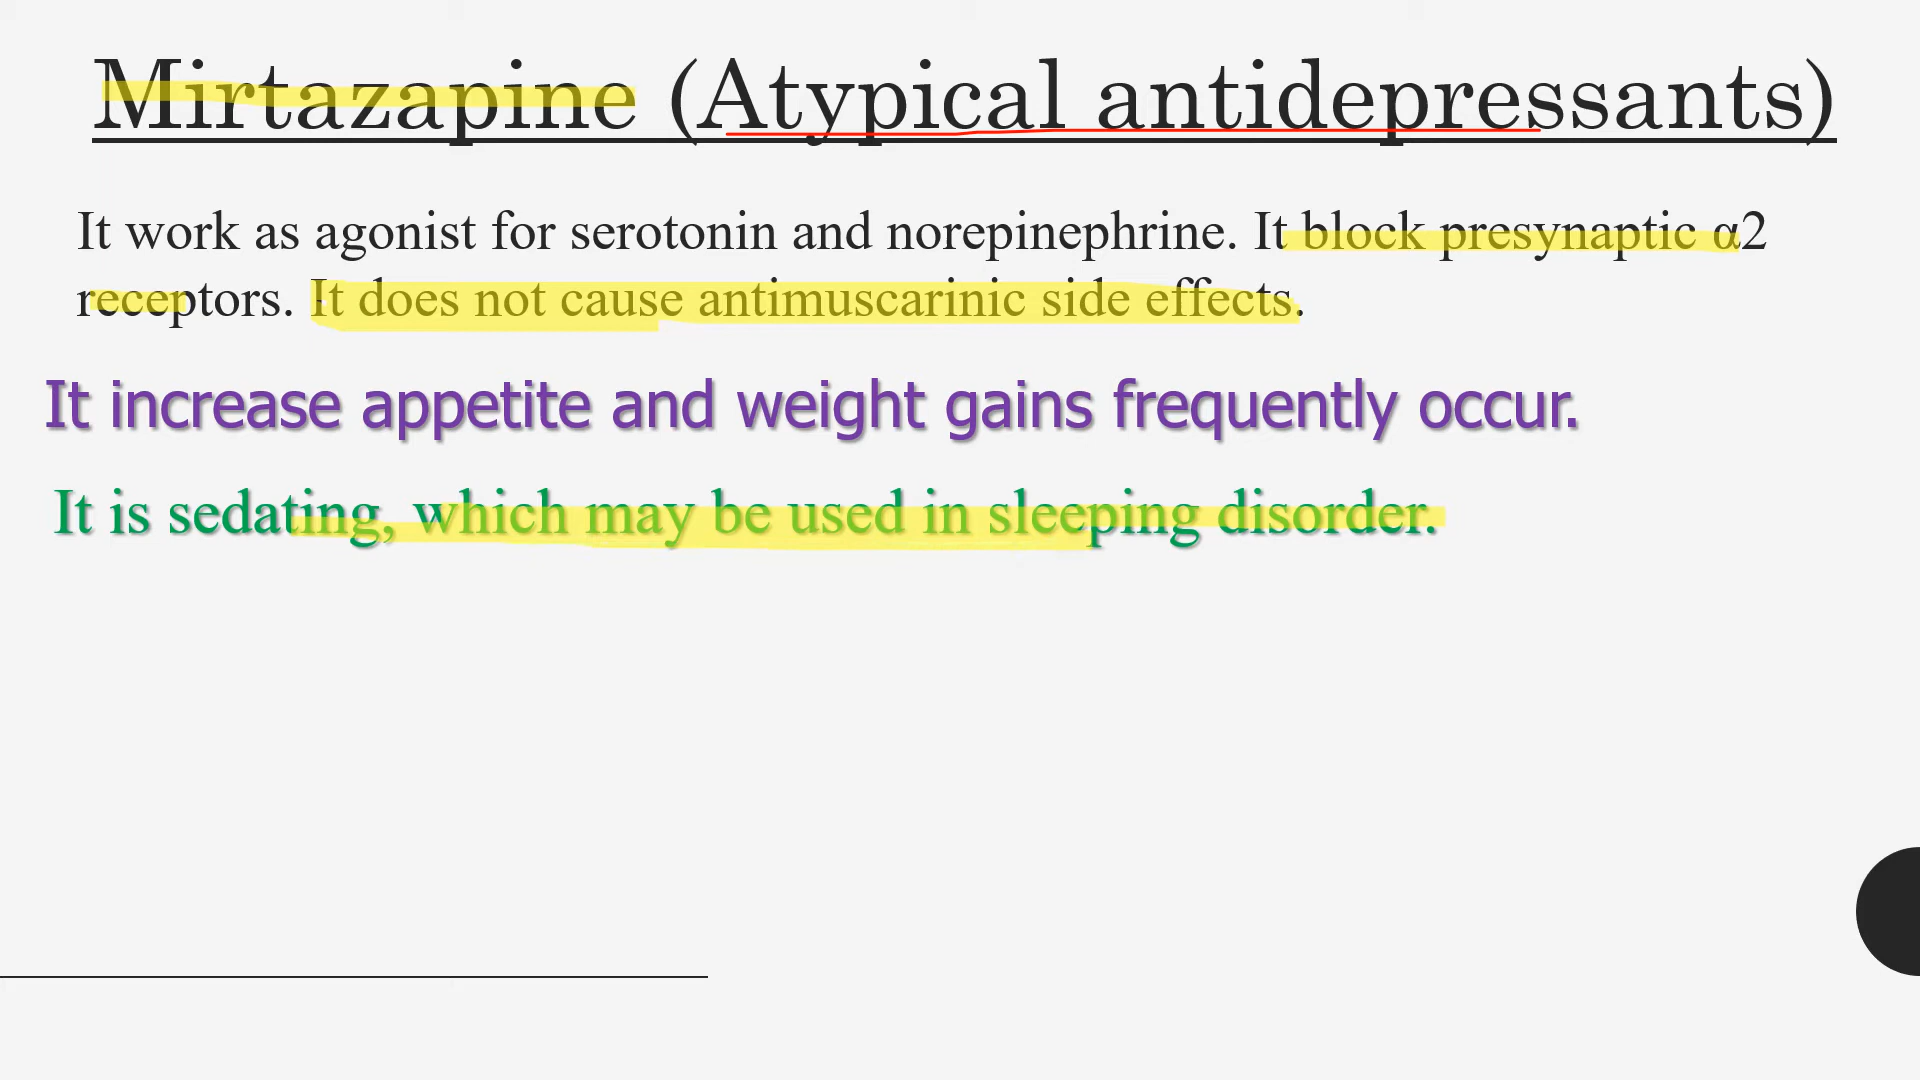 Mirtazapine (Atypical antidepressants)
It work as agonist for serotonin and norepinephrine. It block presynaptic α2
receptors. It does not cause antimuscarinic side effects.
It increase appetite and weight gains frequently occur.
It is sedating, which may be used in sleeping disorder.